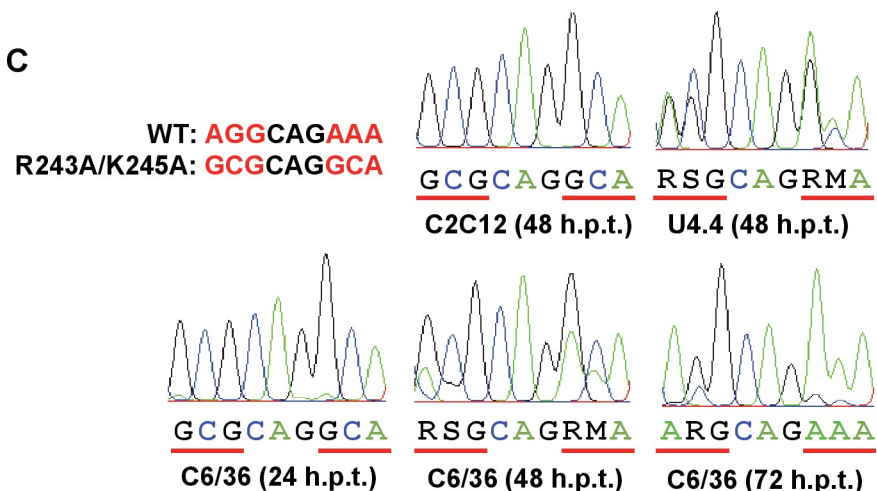 C
WT: AGGCAGAAA
R243A/K245A: GCGCAGGCA
GCGCAGGCA
C2C12 (48 h.p.t.)
RSGCAGRMA
U4.4 (48 h.p.t.)
GCGCAGGCA
C6/36 (24 h.p.t.)
RSGCAGRMA
C6/36 (48 h.p.t.)
ARGCAGAAA
C6/36 (72 h.p.t.)